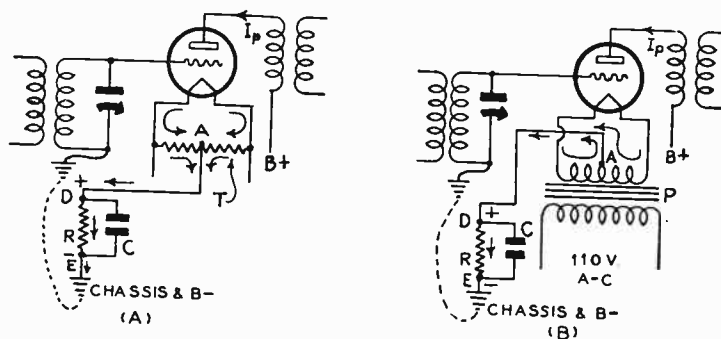 Ip
B+
A
T
+
D
R
C
E
CHASSIS & B-
(A)
Ip
B+
A
P
+
D
C
R
E
-
110 V.
A-C
CHASSIS & B-
(B)